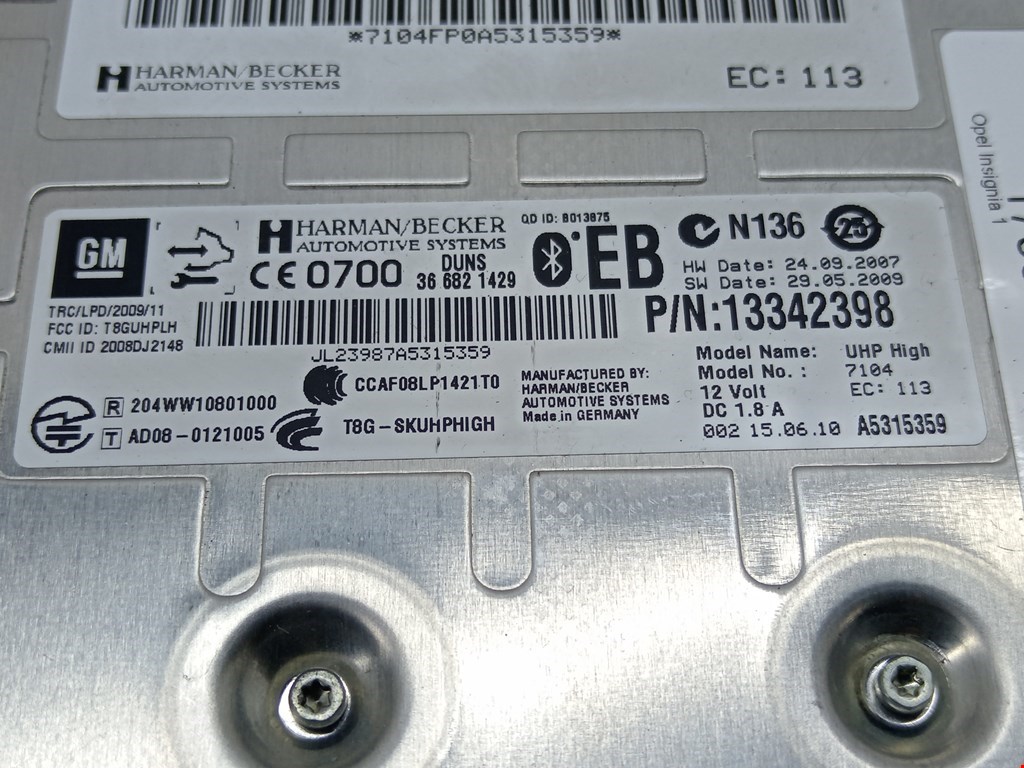 *7104FP0A5315359*
HARMAN/BECKER
AUTOMOTIVE SYSTEMS
EC: 113
Opel Insignia 1
GM
HARMAN/BECKER
AUTOMOTIVE SYSTEMS
CE 0700
DUNS
36 682 1429
QD ID: B013875
EB
N136
25
HW Date: 24.09.2007
SW Date: 29.05.2009
TRC/LPD/2009/11
FCC ID: T8GUHPLH
CMII ID 2008DJ2148
P/N:13342398
JL23987A5315359
CCAF08LP1421T0
R 204WW10801000
T AD08-0121005
T8G-SKUHPHIGH
MANUFACTURED BY:
HARMAN/BECKER
AUTOMOTIVE SYSTEMS
Made in GERMANY
Model Name: UHP High
Model No.: 7104
12 Volt EC: 113
DC 1.8 A
002 15.06.10 A5315359